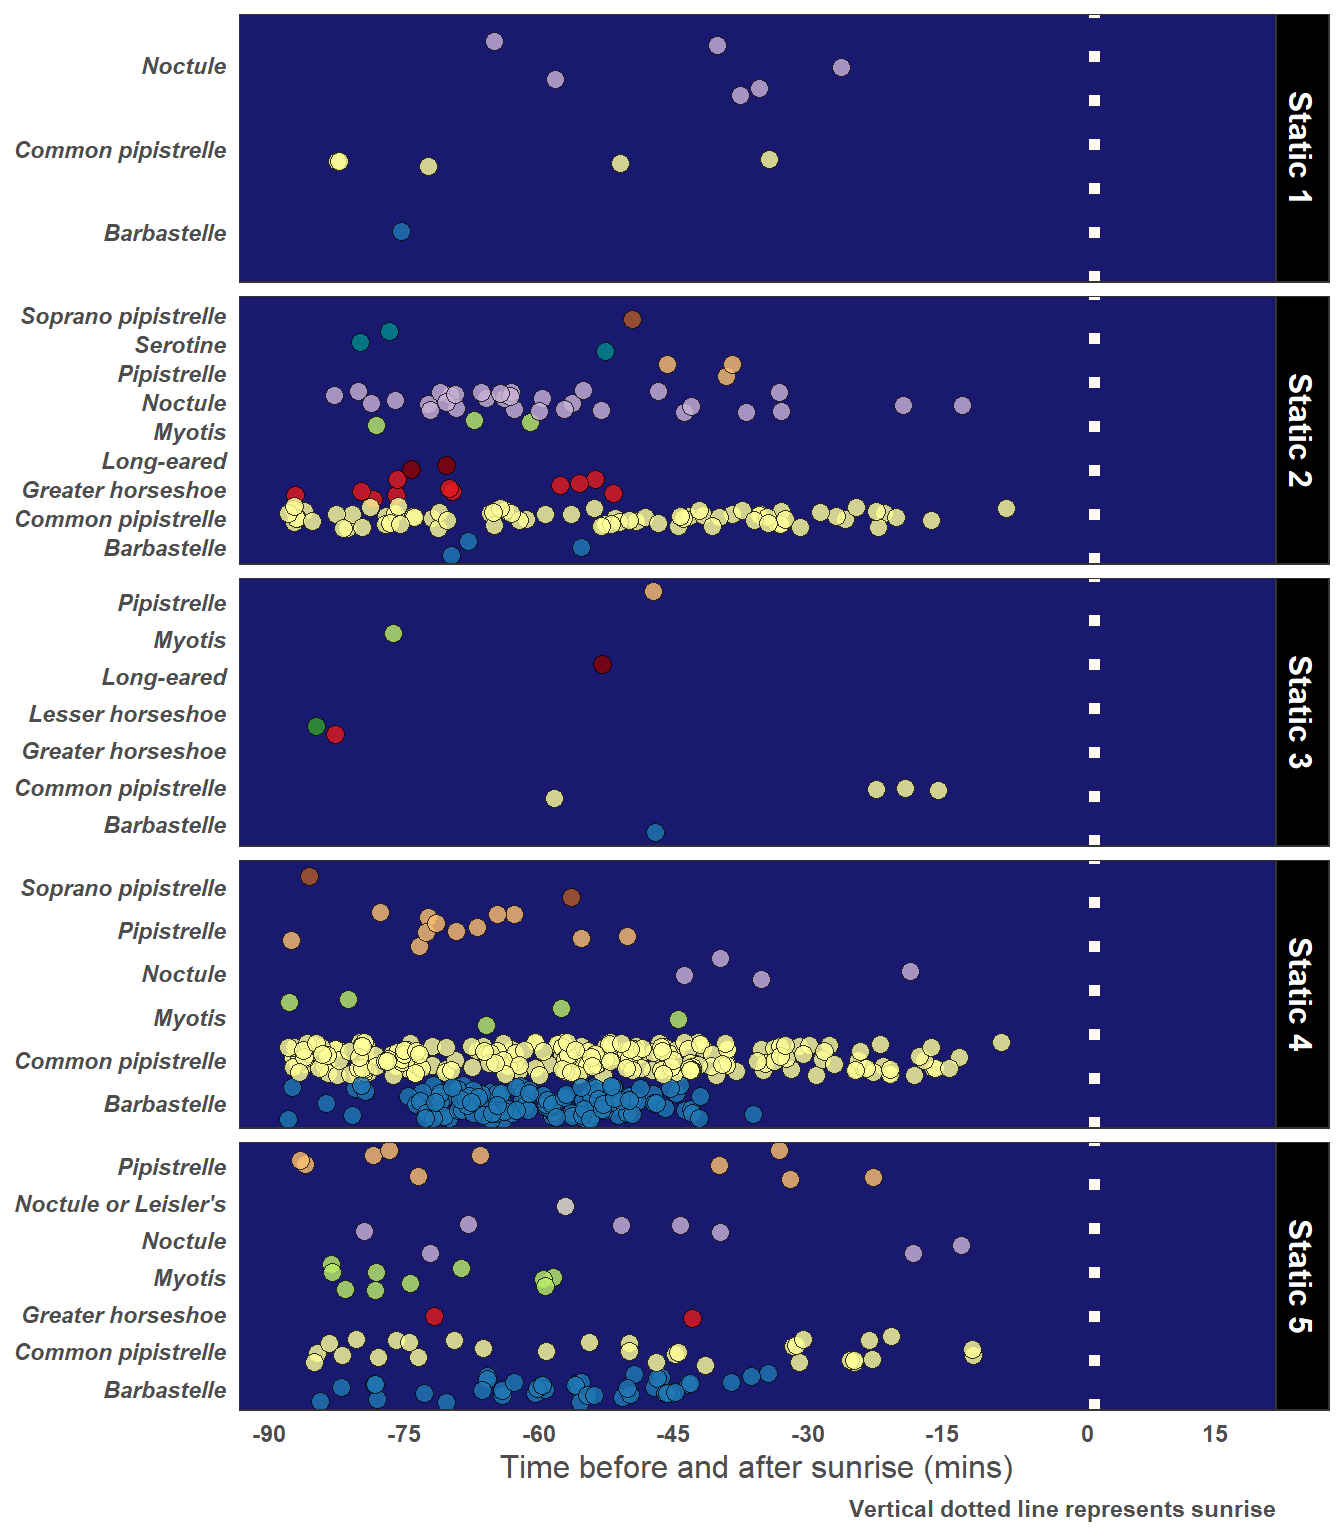 Noctule
Common pipistrelle
Barbastelle
Static 1
Soprano pipistrelle
Serotine
Pipistrelle
Noctule
Myotis
Long-eared
Greater horseshoe
Common pipistrelle
Barbastelle
Static 2
Pipistrelle
Myotis
Long-eared
Lesser horseshoe
Greater horseshoe
Common pipistrelle
Barbastelle
Static 3
Soprano pipistrelle
Pipistrelle
Noctule
Myotis
Common pipistrelle
Barbastelle
Static 4
Pipistrelle
Noctule or Leisler's
Noctule
Myotis
Greater horseshoe
Common pipistrelle
Barbastelle
Static 5
-90 -75 -60 -45 -30 -15 0 15
Time before and after sunrise (mins)
Vertical dotted line represents sunrise